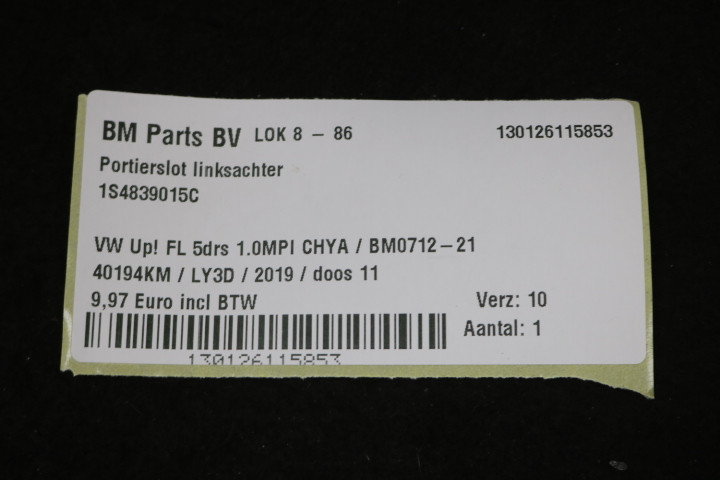 BM Parts BV LOK 8 - 86 130126115853
Portierslot linksachter
1S4839015C
VW Up! FL 5drs 1.0MPI CHYA / BM0712-21
40194KM / LY3D / 2019 / doos 11
9,97 Euro incl BTW Verz: 10
Aantal: 1
130126115853